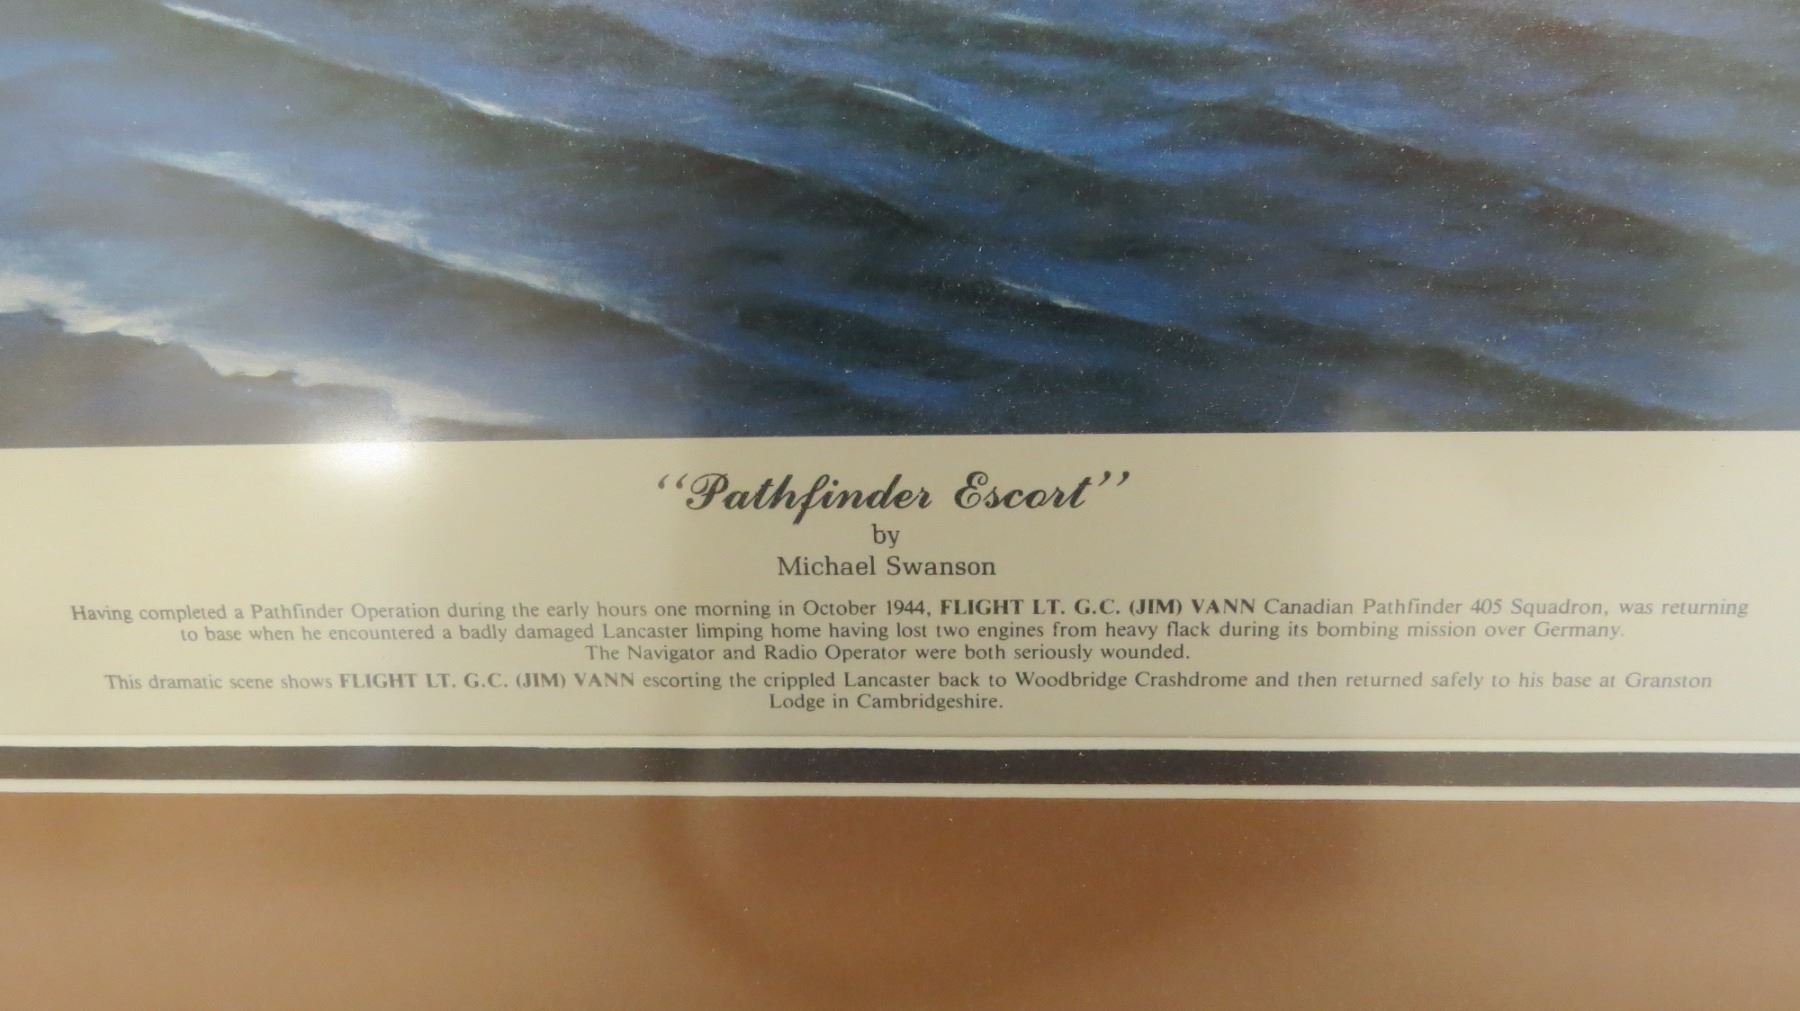 “Pathfinder Escort”
by
Michael Swanson
Having completed a Pathfinder Operation during the early hours one morning in October 1944, FLIGHT LT. G.C. (JIM) VANN Canadian Pathfinder 405 Squadron, was returning
to base when he encountered a badly damaged Lancaster limping home having lost two engines from heavy flack during its bombing mission over Germany.
The Navigator and Radio Operator were both seriously wounded.
This dramatic scene shows FLIGHT LT. G.C. (JIM) VANN escorting the crippled Lancaster back to Woodbridge Crashdrome and then returned safely to his base at Granston
Lodge in Cambridgeshire.